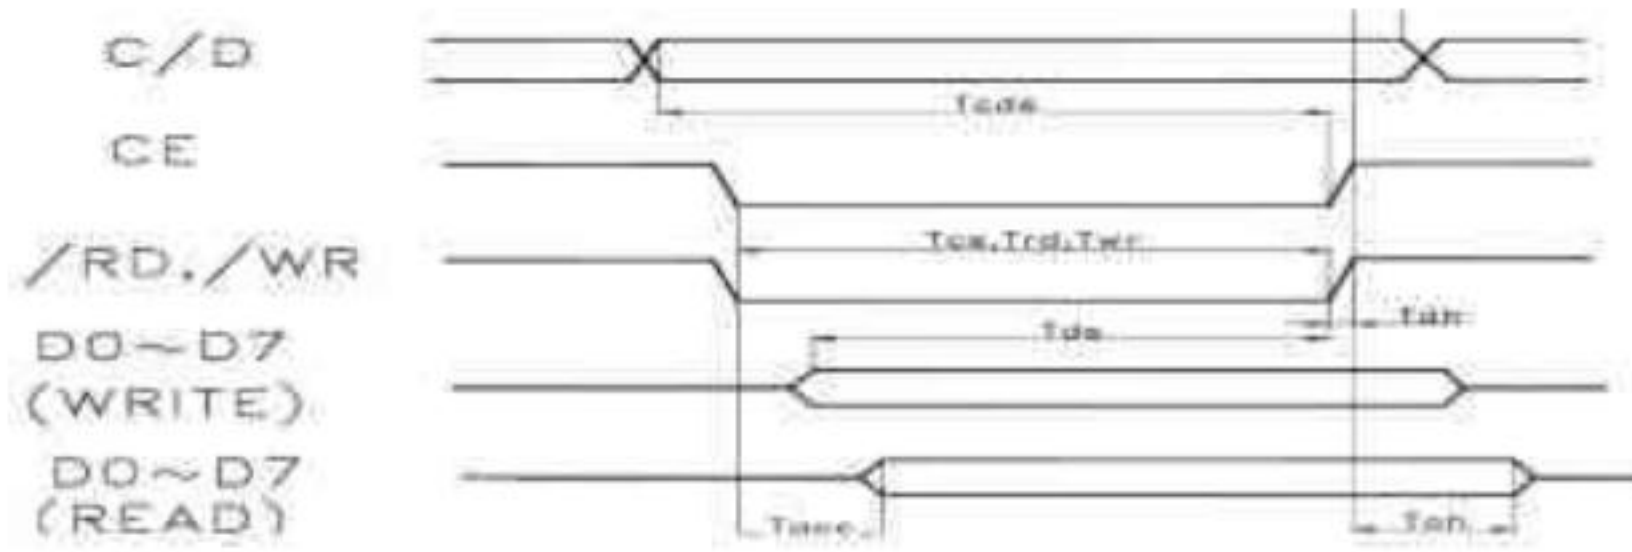 C/D
Tcds
CE
/RD./WR
Tce,Trd,Twr
Tdh
D0~D7
Tds
(WRITE)
D0~D7
(READ)
Tacc
Toh